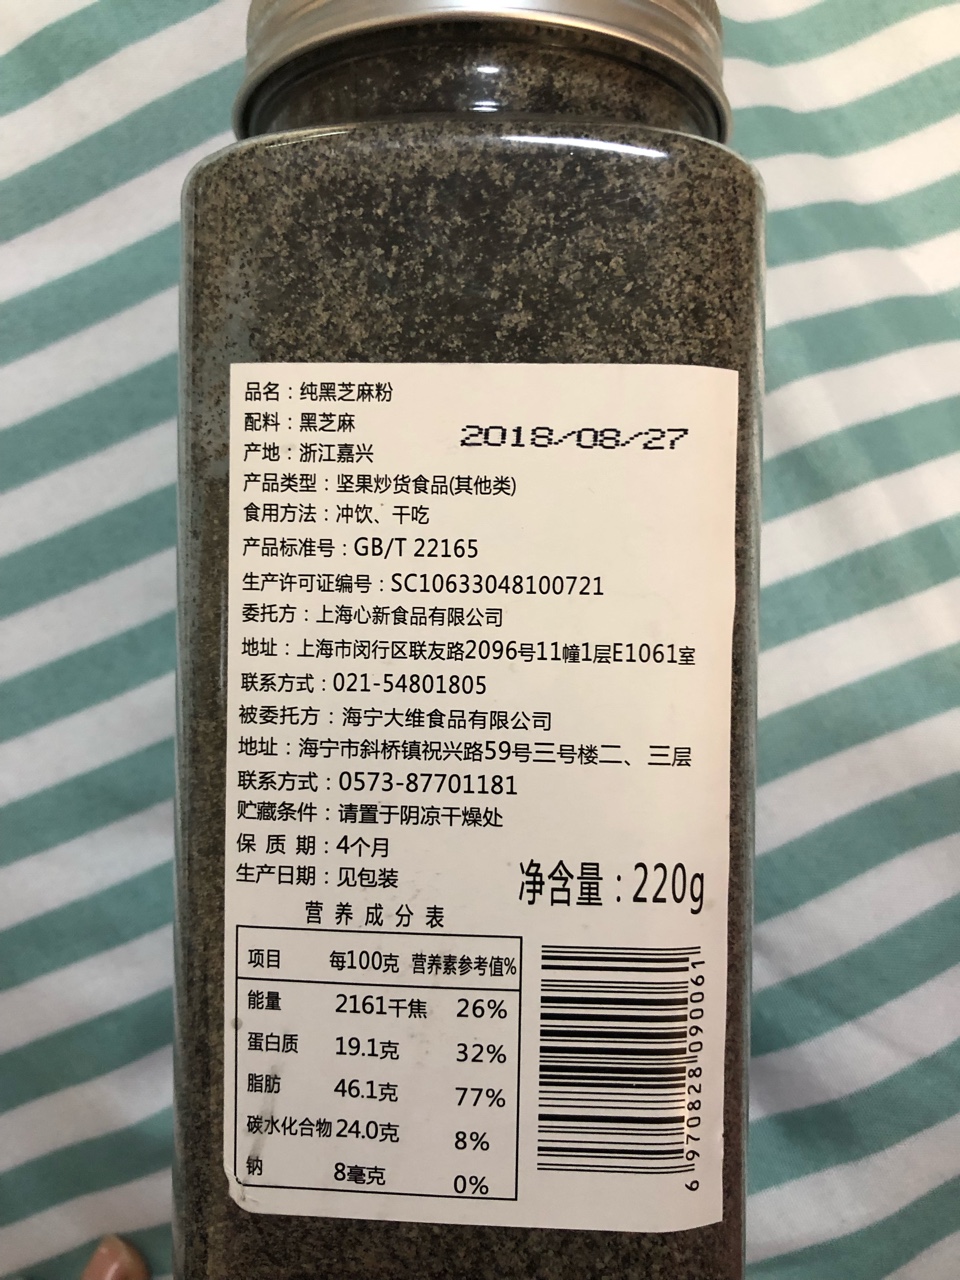 品名：纯黑芝麻粉
配料：黑芝麻
2018/08/27
产地：浙江嘉兴
产品类型：坚果炒货食品(其他类)
食用方法：冲饮、干吃
产品标准号：GB/T 22165
生产许可证编号：SC10633048100721
委托方：上海心新食品有限公司
地址：上海市闵行区联友路2096号11幢1层E1061室
联系方式：021-54801805
被委托方：海宁大维食品有限公司
地址：海宁市斜桥镇祝兴路59号三号楼二、三层
联系方式：0573-87701181
贮藏条件：请置于阴凉干燥处
保 质 期：4个月
生产日期：见包装
净含量：220g
营 养 成 分 表
项目 每100克 营养素参考值%
能量 2161千焦 26%
蛋白质 19.1克 32%
脂肪 46.1克 77%
碳水化合物 24.0克 8%
钠 8毫克 0%
6 970828 090061